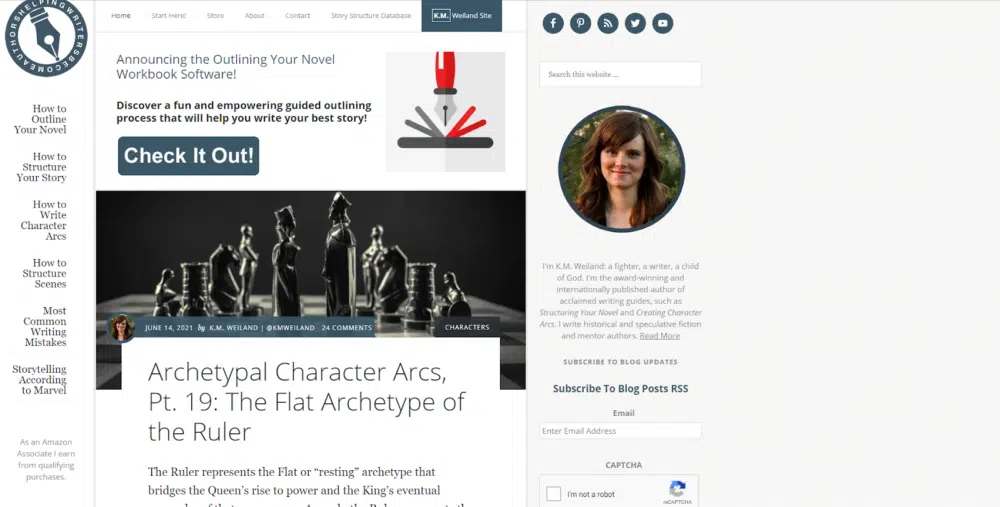 AUTHORS HELPING WRITERS BECOME
How to
Outline
Your Novel
How to
Structure
Your Story
How to
Write
Character
Arcs
How to
Structure
Scenes
Most
Common
Writing
Mistakes
Storytelling
According
to Marvel
As an Amazon
Associate I earn
from qualifying
purchases.
Home Start Here! Store About Contact Story Structure Database K.M. Weiland Site
Announcing the Outlining Your Novel
Workbook Software!
Discover a fun and empowering guided outlining
process that will help you write your best story!
Check It Out!
JUNE 14, 2021 by K.M. WEILAND | @KMWEILAND 24 COMMENTS
CHARACTERS
Archetypal Character Arcs,
Pt. 19: The Flat Archetype of
the Ruler
The Ruler represents the Flat or “resting” archetype that
bridges the Queen’s rise to power and the King’s eventual
Search this website ...
I'm K.M. Weiland: a fighter, a writer, a child
of God. I'm the award-winning and
internationally published author of
acclaimed writing guides, such as
Structuring Your Novel and Creating Character
Arcs. I write historical and speculative fiction
and mentor authors. Read More
SUBSCRIBE TO BLOG UPDATES
Subscribe To Blog Posts RSS
Email
Enter Email Address
CAPTCHA
I'm not a robot
reCAPTCHA